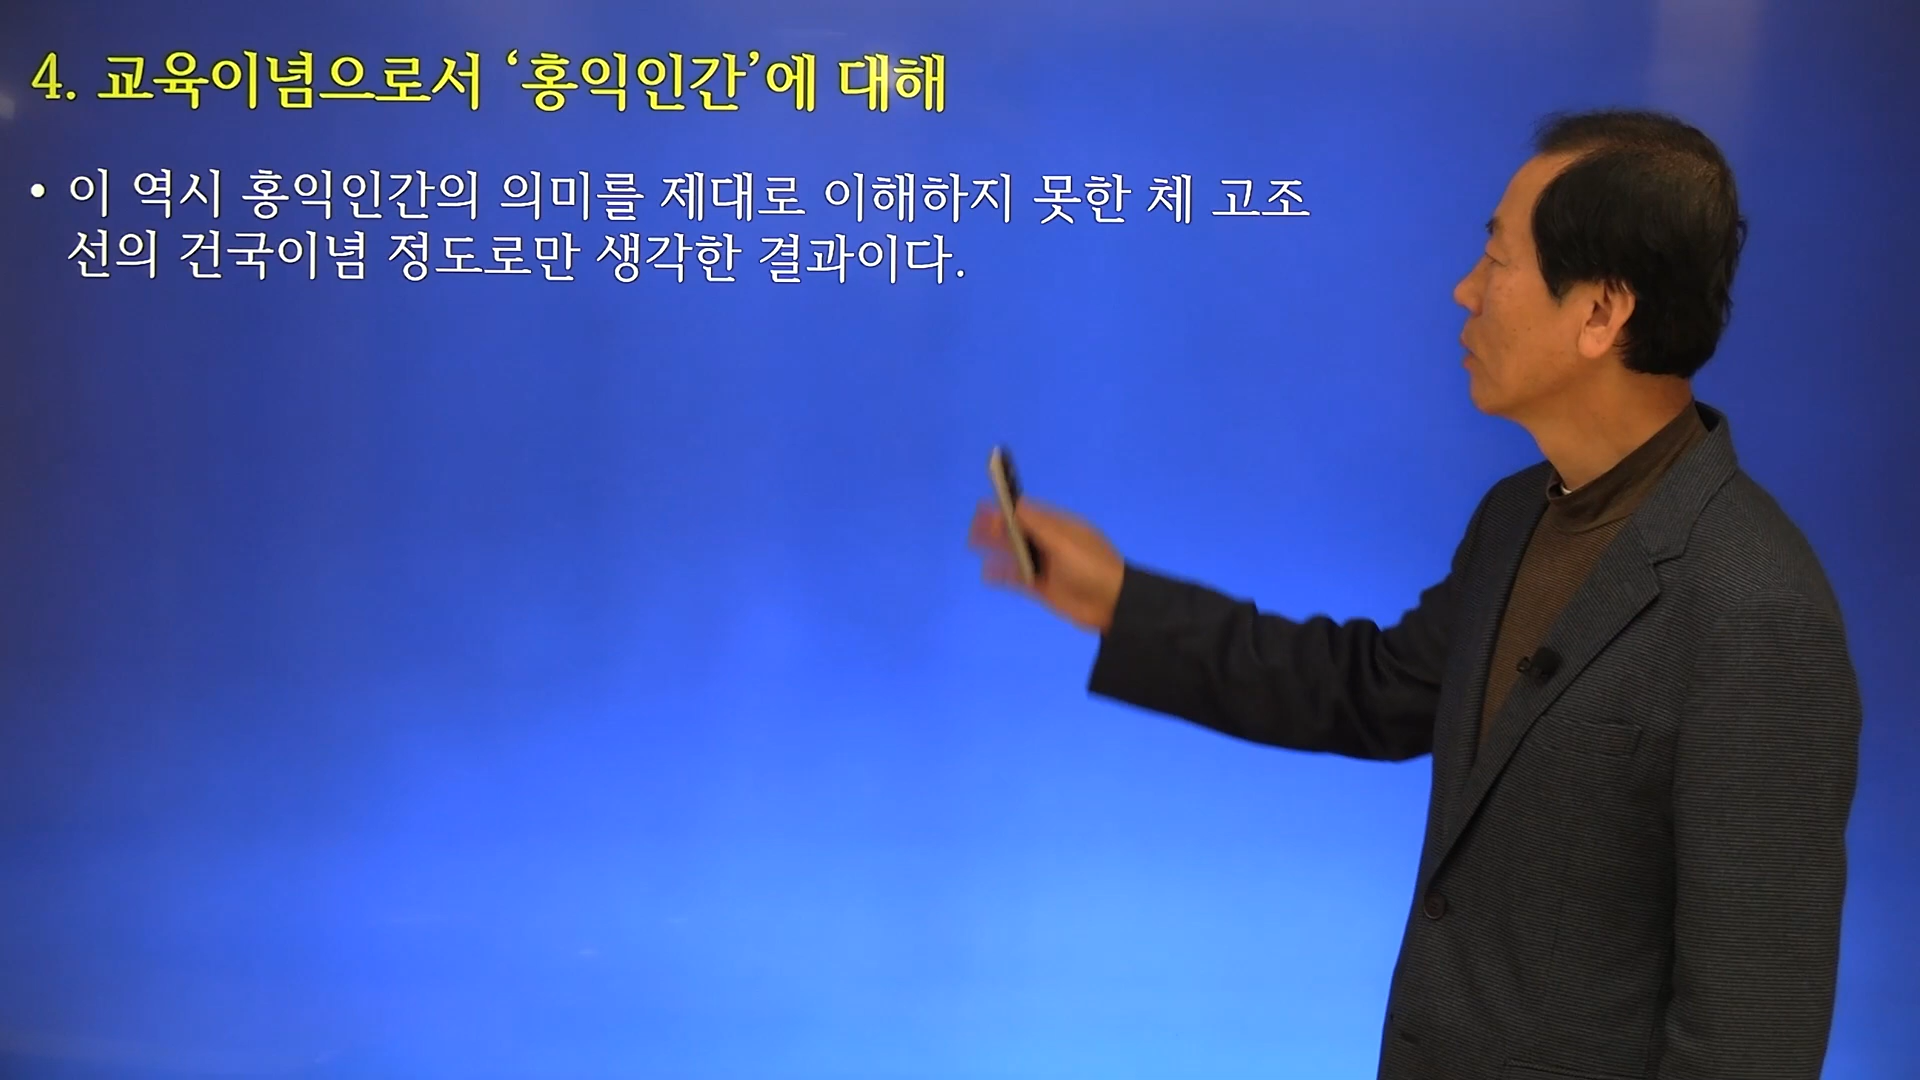 4. 교육이념으로서 ‘홍익인간’에 대해
• 이 역시 홍익인간의 의미를 제대로 이해하지 못한 체 고조
선의 건국이념 정도로만 생각한 결과이다.